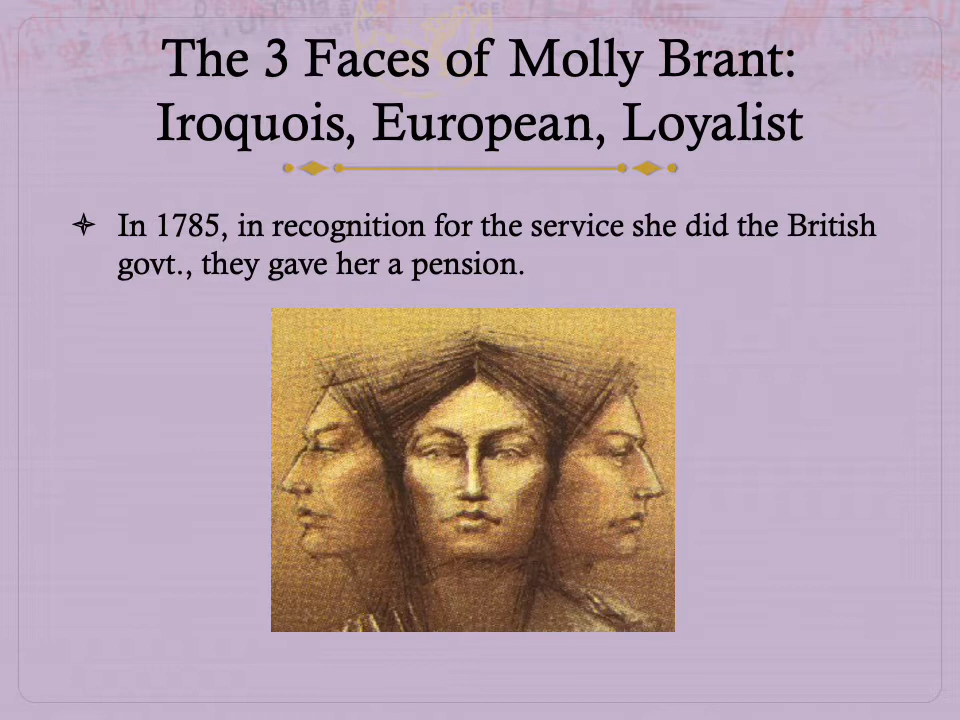 The 3 Faces of Molly Brant:
Iroquois, European, Loyalist
In 1785, in recognition for the service she did the British
govt., they gave her a pension.